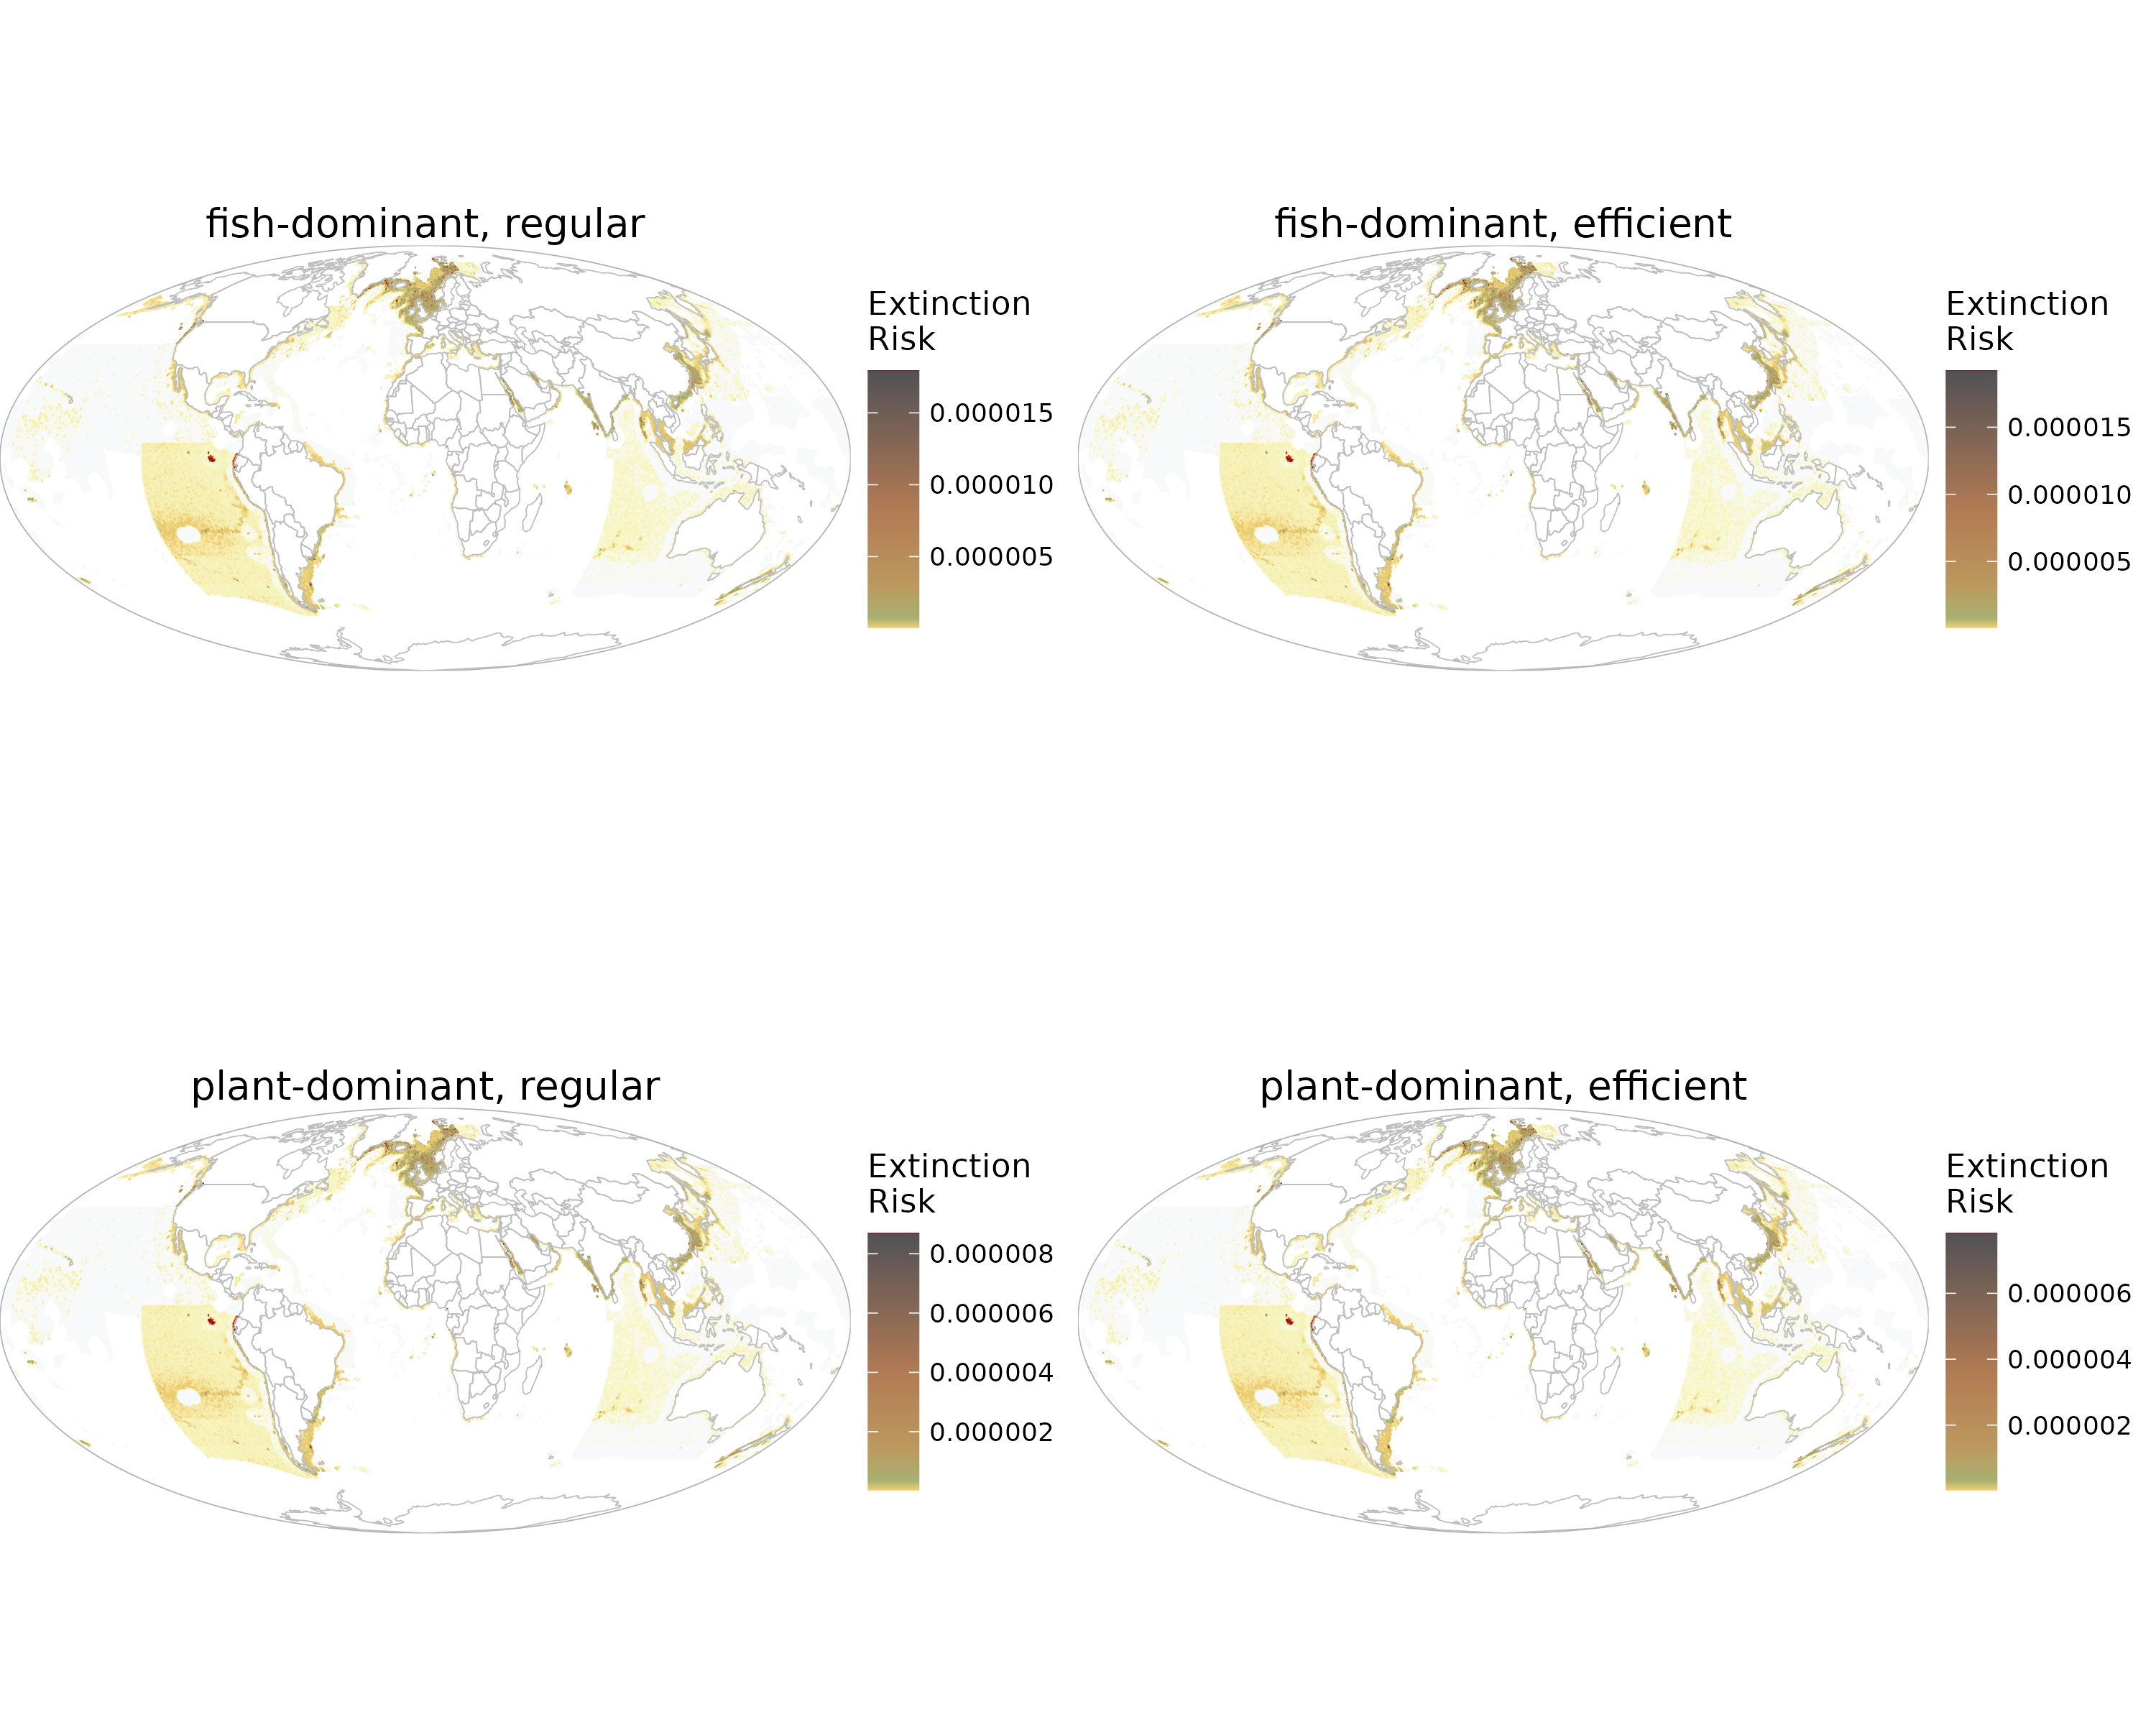 fish-dominant, regular
Extinction
Risk
0.000015
0.000010
0.000005
fish-dominant, efficient
Extinction
Risk
0.000015
0.000010
0.000005
plant-dominant, regular
Extinction
Risk
0.000008
0.000006
0.000004
0.000002
plant-dominant, efficient
Extinction
Risk
0.000006
0.000004
0.000002